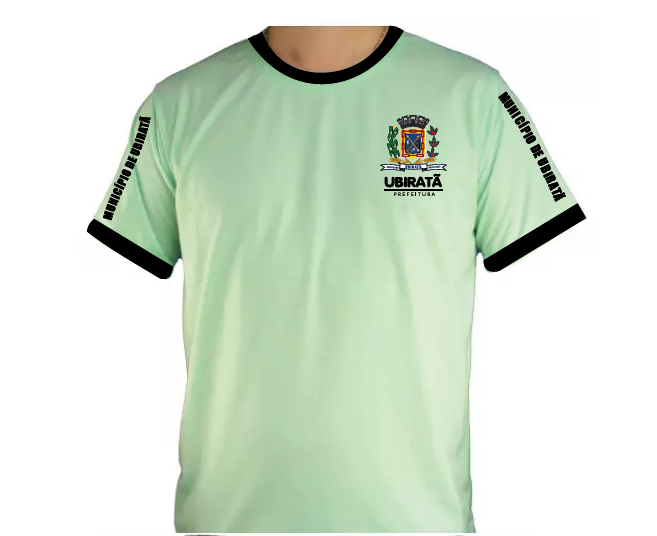 MUNICÍPIO DE UBIRATÃ
MUNICÍPIO DE UBIRATÃ
UBIRATÃ
PREFEITURA